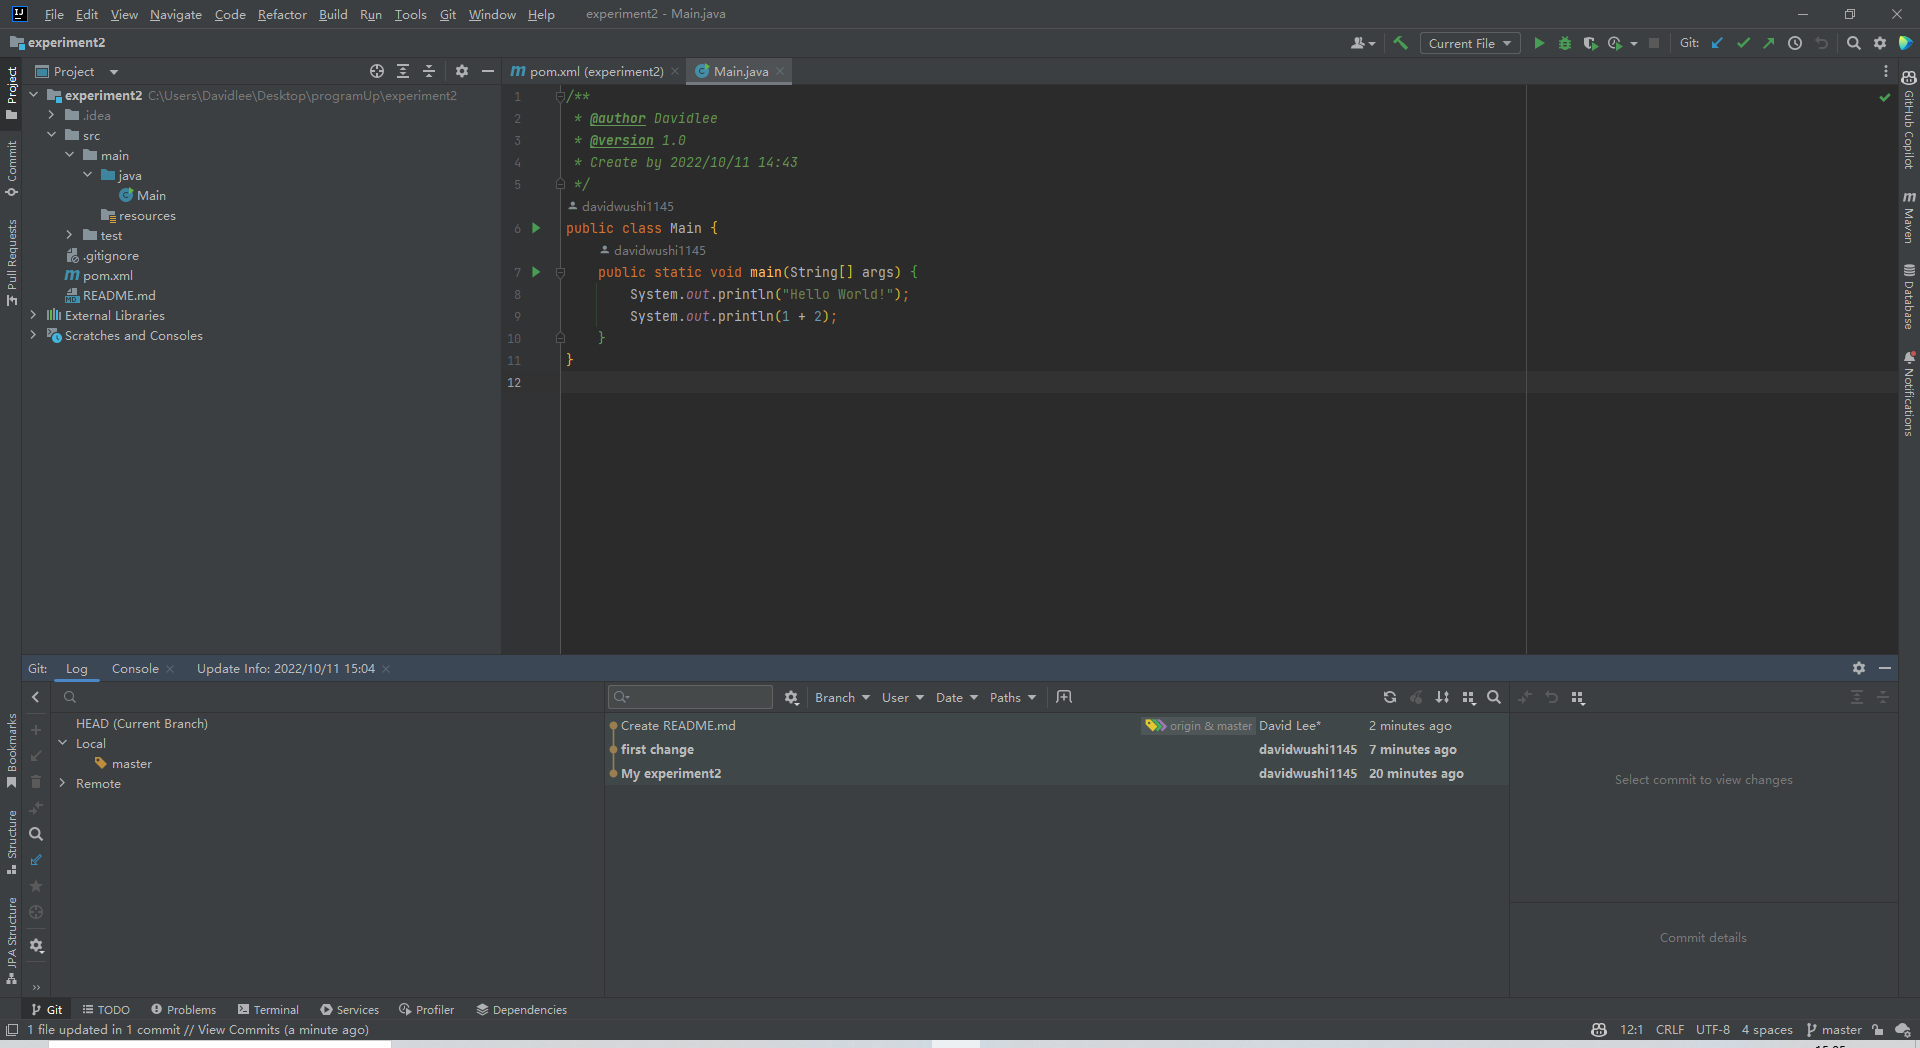 File Edit View Navigate Code Refactor Build Run Tools Git Window Help experiment2 - Main.java
experiment2
Current File
Git:
Project
pom.xml (experiment2)
Main.java
experiment2 C:\Users\Davidlee\Desktop\programUp\experiment2
.idea
src
main
java
Main
resources
test
.gitignore
pom.xml
README.md
External Libraries
Scratches and Consoles
1 /**
2 * @author Davidlee
3 * @version 1.0
4 * Create by 2022/10/11 14:43
5 */
davidwushi1145
6 public class Main {
davidwushi1145
7 public static void main(String[] args) {
8 System.out.println("Hello World!");
9 System.out.println(1 + 2);
10 }
11 }
12
Project
Commit
Pull Requests
Bookmarks
Structure
JPA Structure
GitHub Copilot
Maven
Database
Notifications
Git: Log Console Update Info: 2022/10/11 15:04
Branch User Date Paths
HEAD (Current Branch)
Local
master
Remote
Create README.md origin & master David Lee* 2 minutes ago
first change davidwushi1145 7 minutes ago
My experiment2 davidwushi1145 20 minutes ago
Select commit to view changes
Commit details
Git TODO Problems Terminal Services Profiler Dependencies
1 file updated in 1 commit // View Commits (a minute ago)
12:1 CRLF UTF-8 4 spaces master